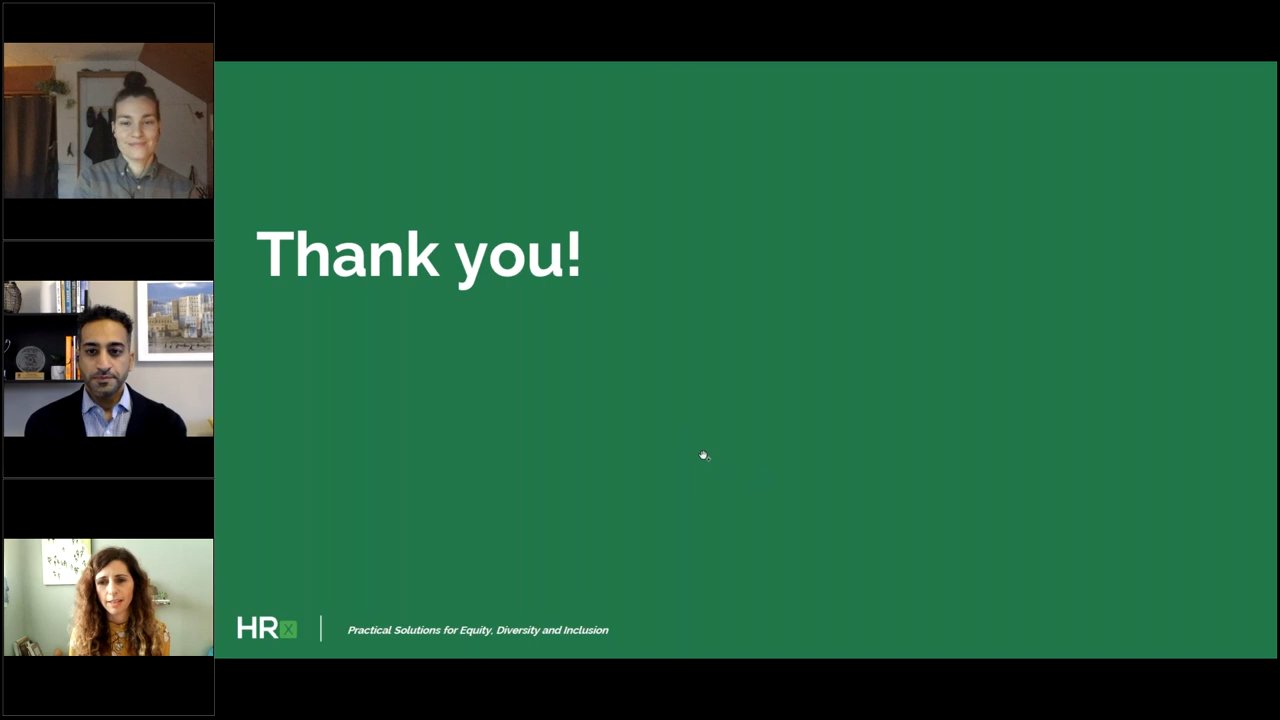 Thank you!
HRx
Practical Solutions for Equity, Diversity and Inclusion